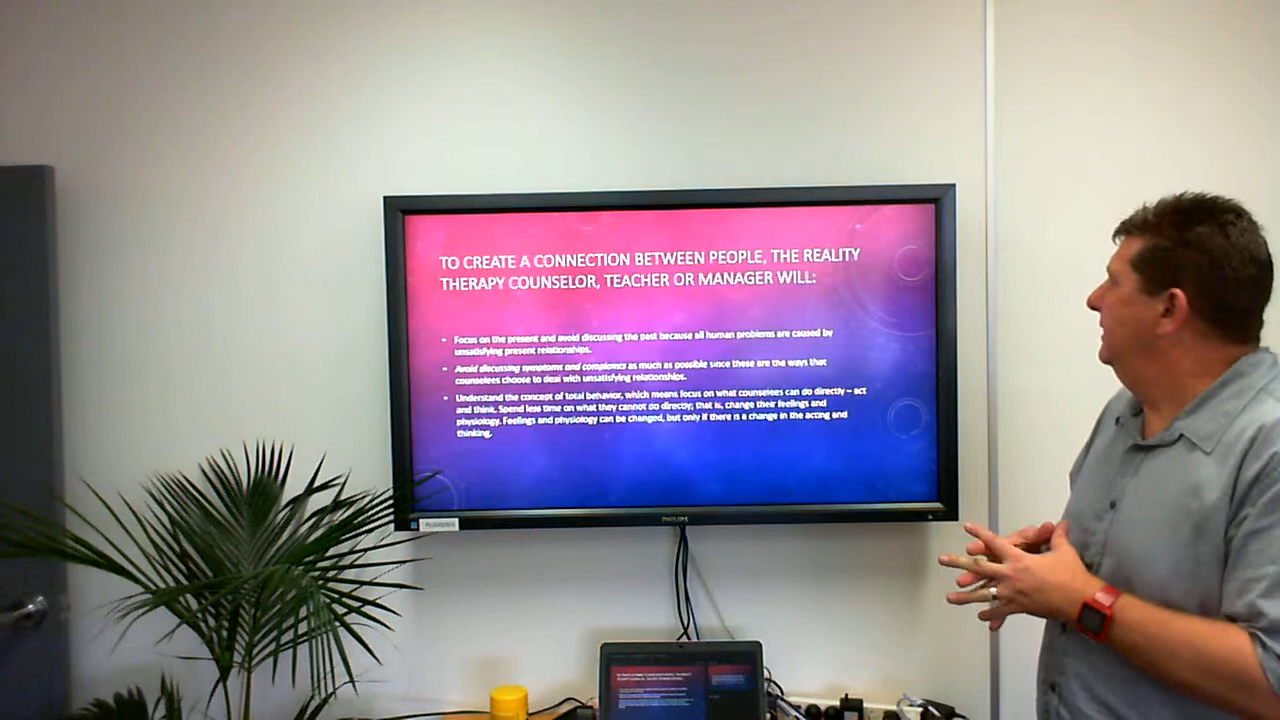 TO CREATE A CONNECTION BETWEEN PEOPLE, THE REALITY
THERAPY COUNSELOR, TEACHER OR MANAGER WILL:
• Focus on the present and avoid discussing the past because all human problems are caused by
unsatisfying present relationships.
• Avoid discussing symptoms and complaints as much as possible since these are the ways that
counselees choose to deal with unsatisfying relationships.
• Understand the concept of total behavior, which means focus on what counselees can do directly – act
and think. Spend less time on what they cannot do directly; that is, change their feelings and
physiology. Feelings and physiology can be changed, but only if there is a change in the acting and
thinking.